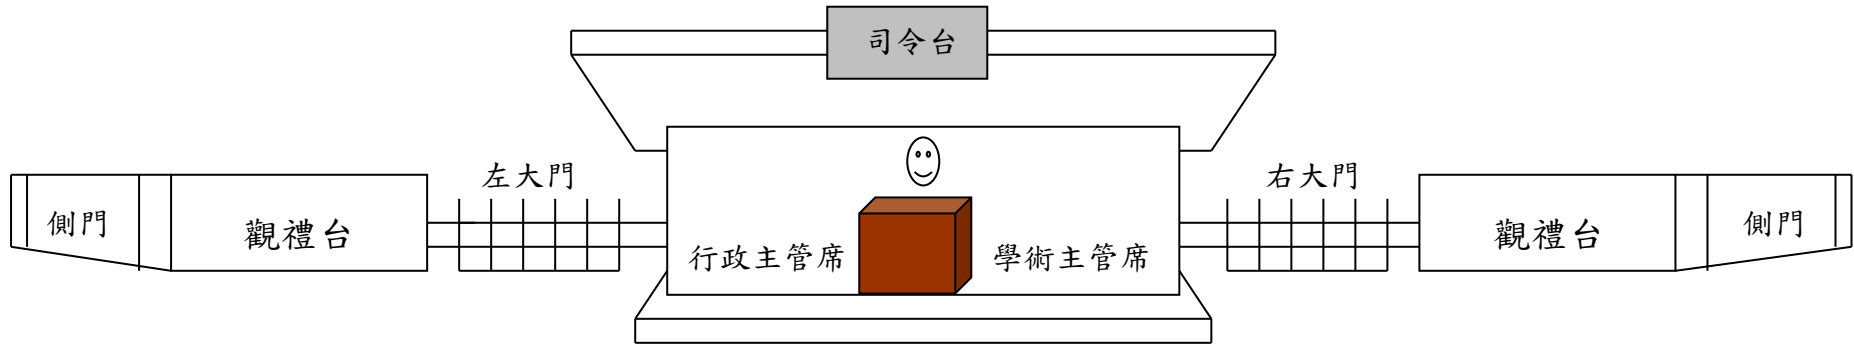 司令台
左大門
右大門
側門
觀禮台
行政主管席
學術主管席
觀禮台
側門